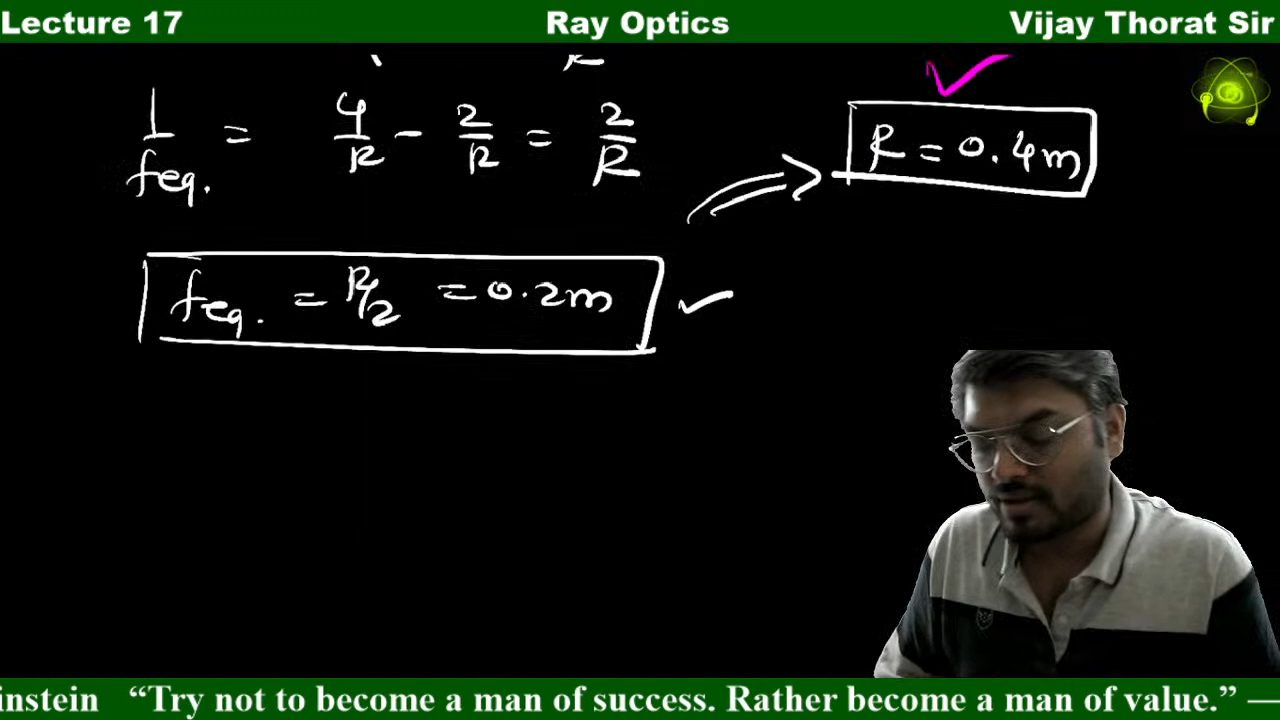 Lecture 17 Ray Optics Vijay Thorat Sir
1/feq. = 4/R - 2/R = 2/R
R = 0.4m
feq. = R/2 = 0.2m
instein “Try not to become a man of success. Rather become a man of value.” —